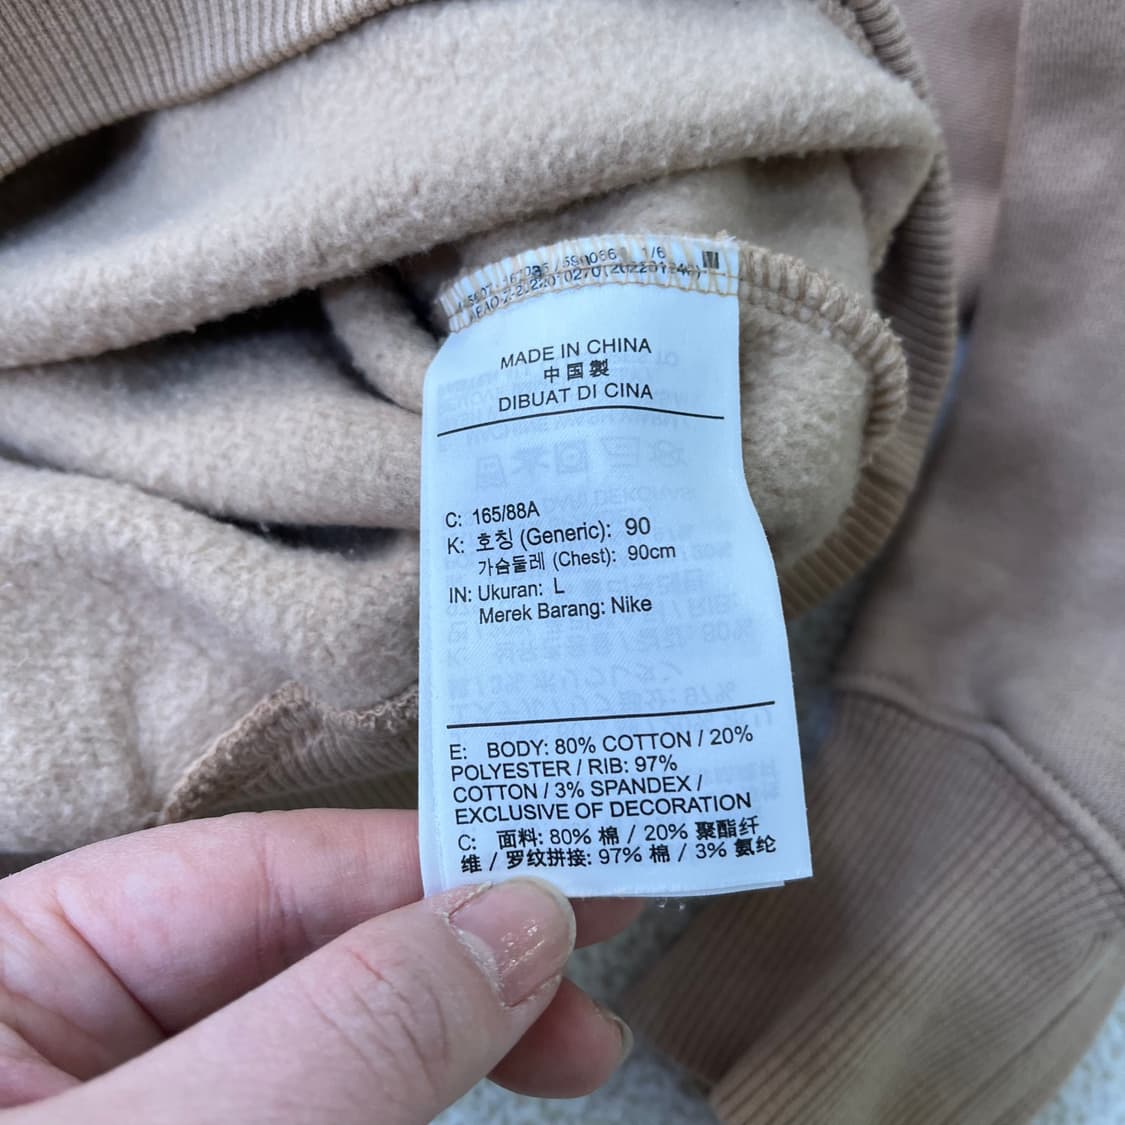 1/6
MADE IN CHINA
中国製
DIBUAT DI CINA
C: 165/88A
K: 호칭 (Generic): 90
가슴둘레 (Chest): 90cm
IN: Ukuran: L
Merek Barang: Nike
E: BODY: 80% COTTON / 20%
POLYESTER / RIB: 97%
COTTON / 3% SPANDEX /
EXCLUSIVE OF DECORATION
C: 面料: 80% 棉 / 20% 聚酯纤
维 / 罗纹拼接: 97% 棉 / 3% 氨纶